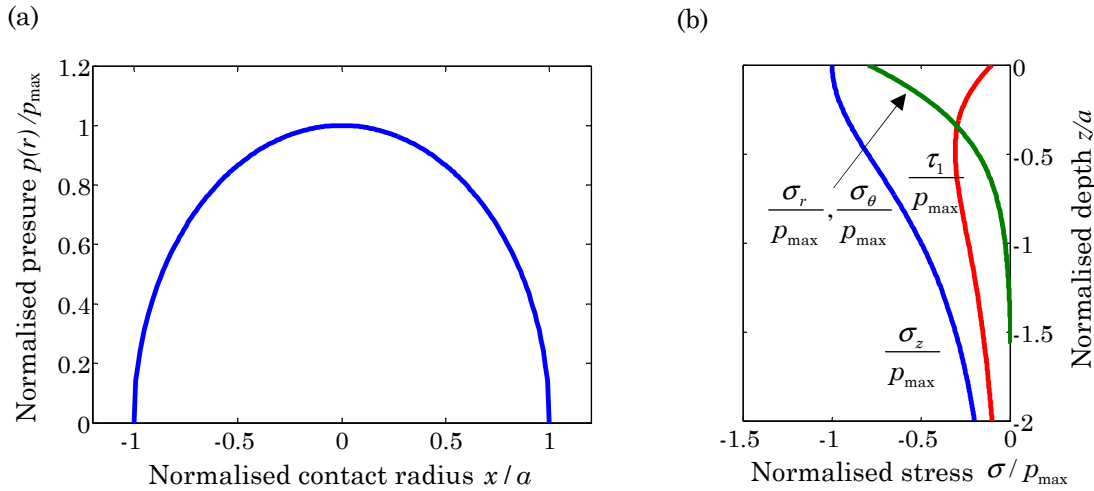 (a)
1.2
1
0.8
0.6
0.4
0.2
0
-1
-0.5
0
0.5
1
Normalised presure p(r)/p_max
Normalised contact radius x/a
(b)
0
-0.5
-1
-1.5
-2
-1.5
-1
-0.5
0
σ_r/p_max, σ_θ/p_max
τ_1/p_max
σ_z/p_max
Normalised depth z/a
Normalised stress σ/p_max